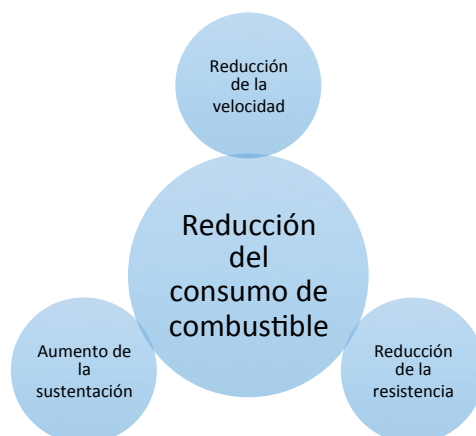 Reducción
de la
velocidad
Reducción
del
consumo de
combustible
Aumento de
la
sustentación
Reducción
de la
resistencia